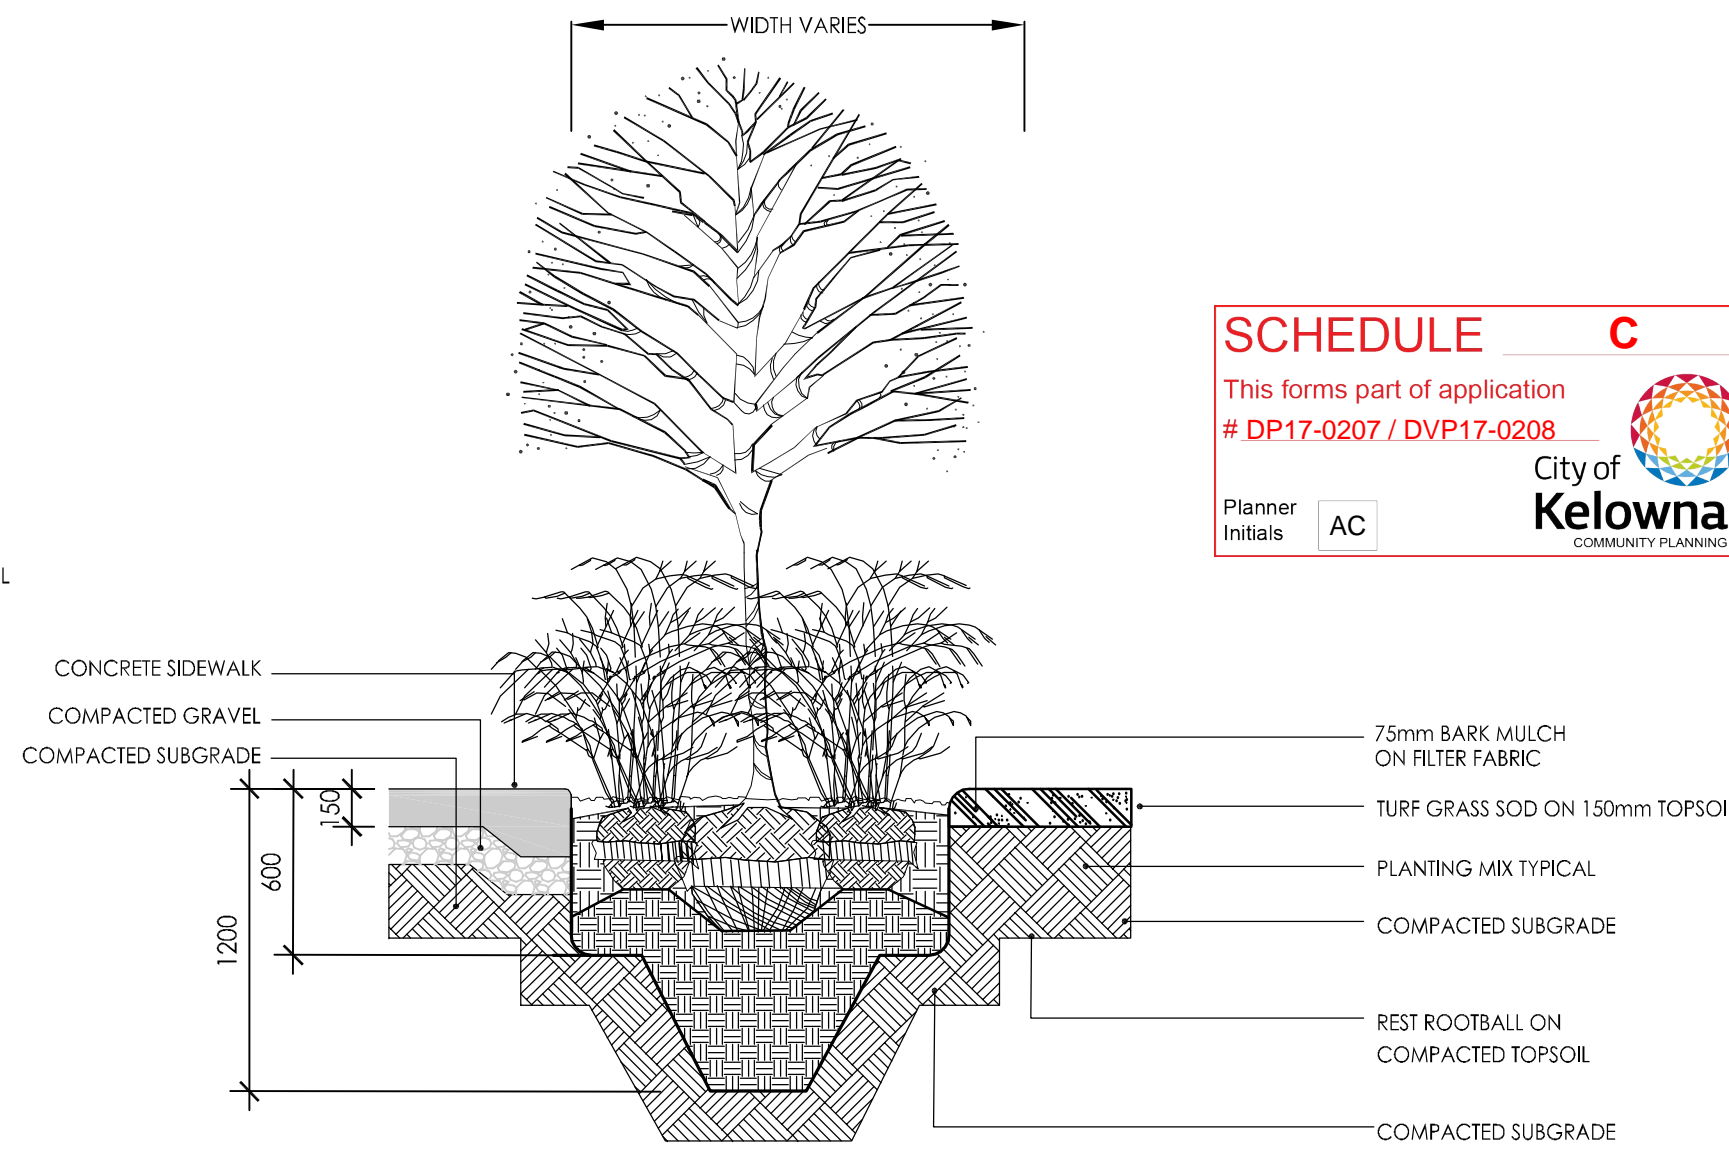 WIDTH VARIES
SCHEDULE C
This forms part of application
# DP17-0207 / DVP17-0208
City of
Kelowna
COMMUNITY PLANNING
Planner
Initials
AC
L
CONCRETE SIDEWALK
COMPACTED GRAVEL
COMPACTED SUBGRADE
150
600
1200
75mm BARK MULCH
ON FILTER FABRIC
TURF GRASS SOD ON 150mm TOPSOI
PLANTING MIX TYPICAL
COMPACTED SUBGRADE
REST ROOTBALL ON
COMPACTED TOPSOIL
COMPACTED SUBGRADE